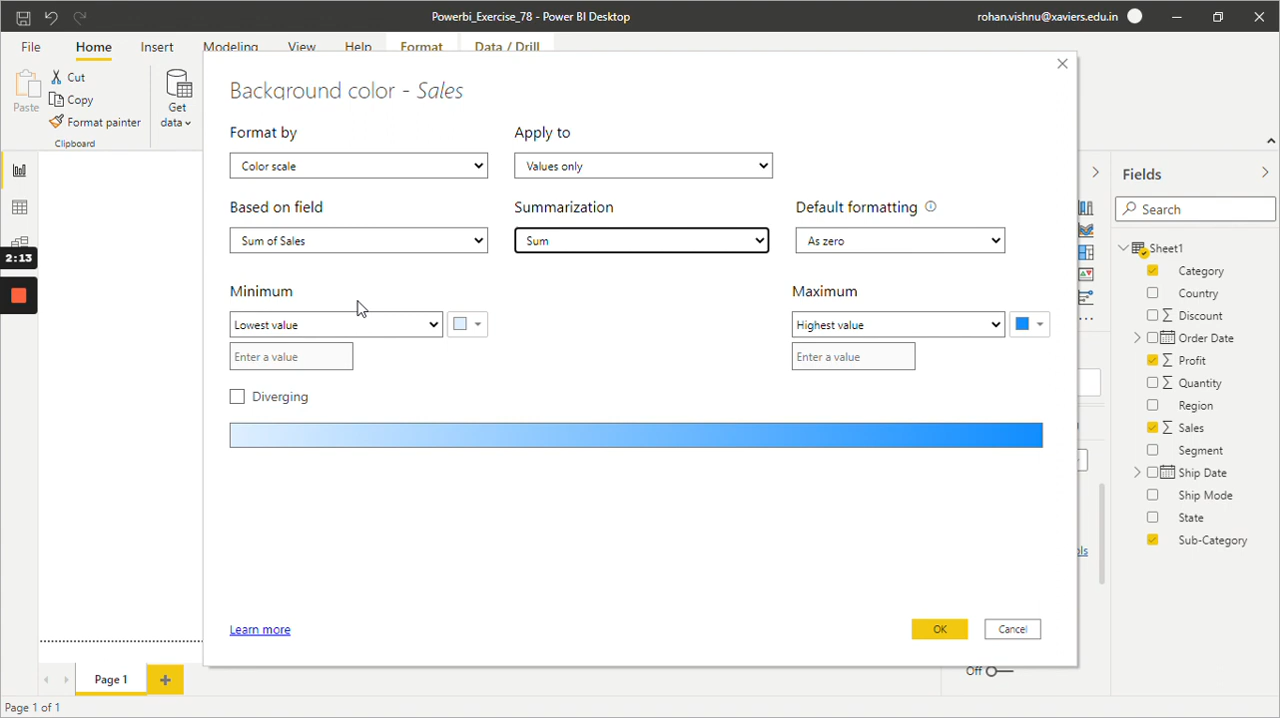 Powerbi_Exercise_78 - Power BI Desktop
rohan.vishnu@xaviers.edu.in
File Home Insert Modeling View Help Format Data / Drill
Paste
Cut
Copy
Format painter
Clipboard
Get
data
Background color - Sales
Format by
Apply to
Color scale
Values only
Based on field
Summarization
Default formatting
Sum of Sales
Sum
As zero
Minimum
Maximum
Lowest value
Highest value
Enter a value
Enter a value
Diverging
Learn more
OK
Cancel
2:13
Fields
Search
Sheet1
Category
Country
Discount
Order Date
Profit
Quantity
Region
Sales
Segment
Ship Date
Ship Mode
State
Sub-Category
Off
Page 1
Page 1 of 1